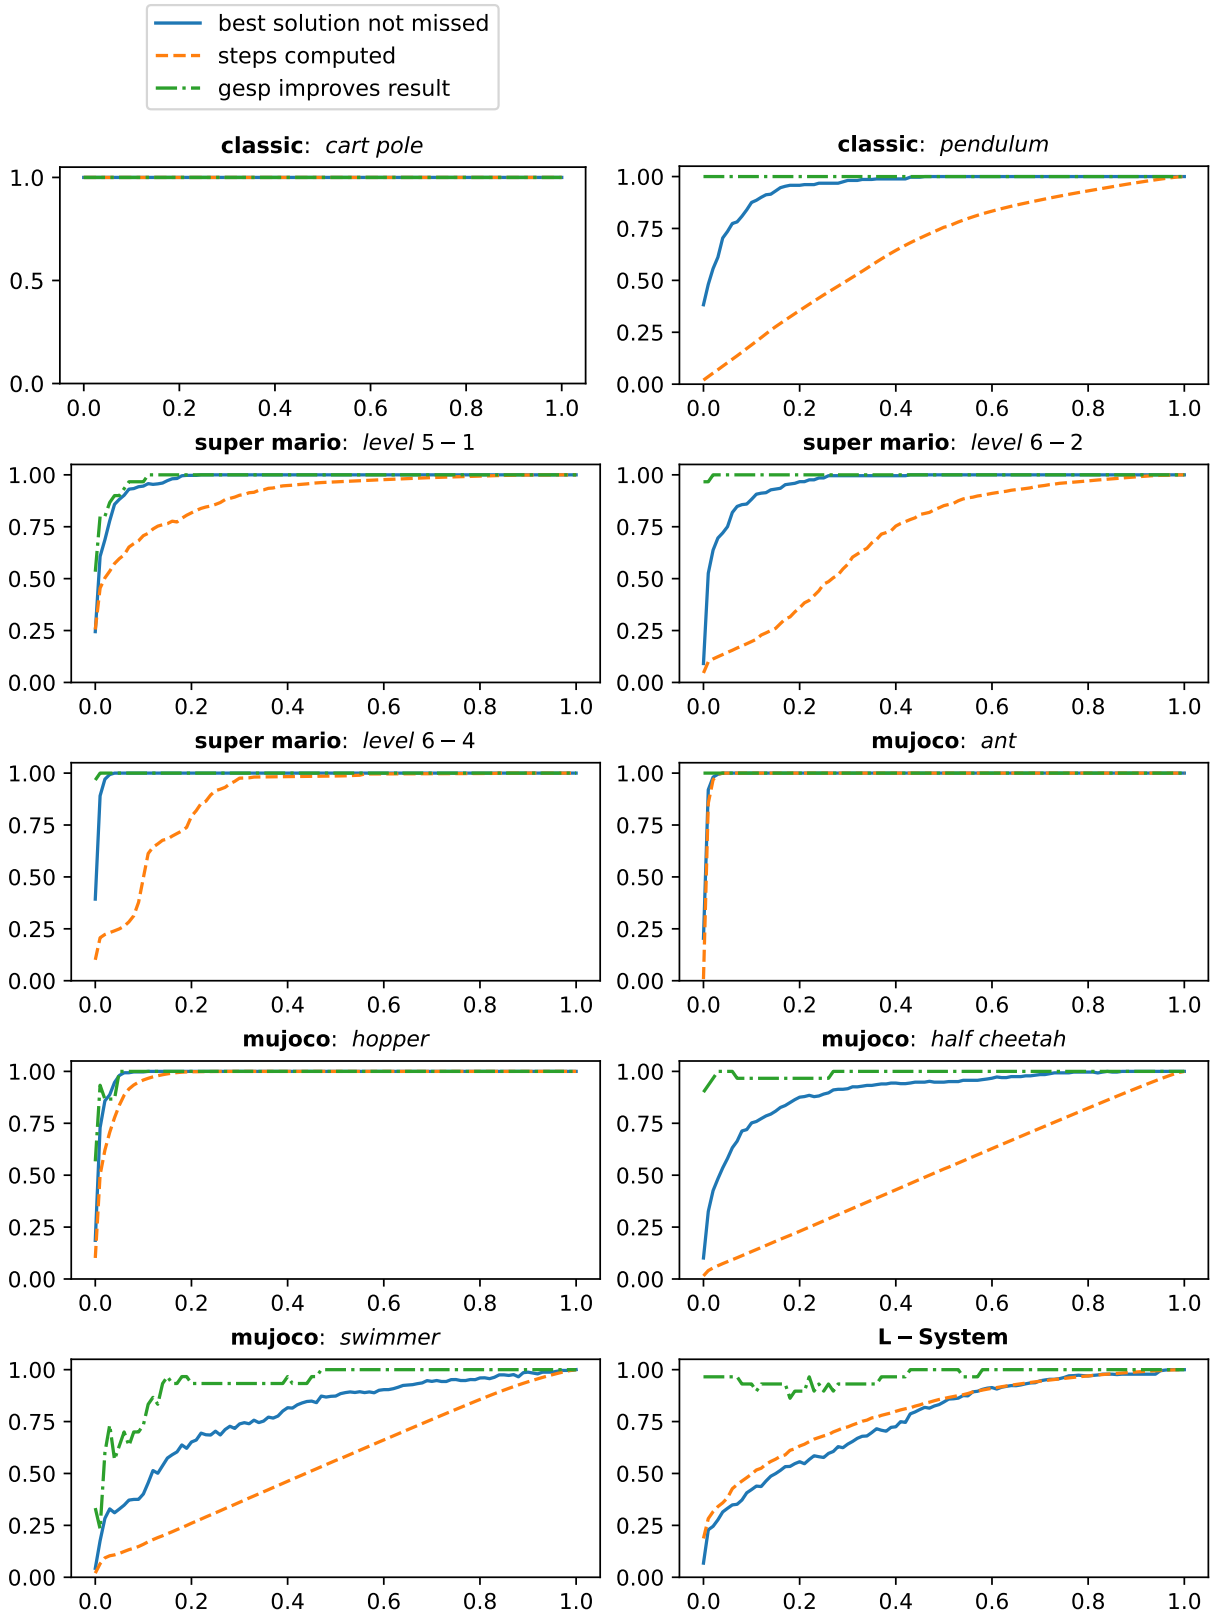 best solution not missed
steps computed
gesp improves result
classic: cart pole
1.0
0.5
0.0
0.0 0.2 0.4 0.6 0.8 1.0
classic: pendulum
1.00
0.75
0.50
0.25
0.00
0.0 0.2 0.4 0.6 0.8 1.0
super mario: level 5 − 1
1.00
0.75
0.50
0.25
0.00
0.0 0.2 0.4 0.6 0.8 1.0
super mario: level 6 − 2
1.00
0.75
0.50
0.25
0.00
0.0 0.2 0.4 0.6 0.8 1.0
super mario: level 6 − 4
1.00
0.75
0.50
0.25
0.00
0.0 0.2 0.4 0.6 0.8 1.0
mujoco: ant
1.00
0.75
0.50
0.25
0.00
0.0 0.2 0.4 0.6 0.8 1.0
mujoco: hopper
1.00
0.75
0.50
0.25
0.00
0.0 0.2 0.4 0.6 0.8 1.0
mujoco: half cheetah
1.00
0.75
0.50
0.25
0.00
0.0 0.2 0.4 0.6 0.8 1.0
mujoco: swimmer
1.00
0.75
0.50
0.25
0.00
0.0 0.2 0.4 0.6 0.8 1.0
L − System
1.00
0.75
0.50
0.25
0.00
0.0 0.2 0.4 0.6 0.8 1.0